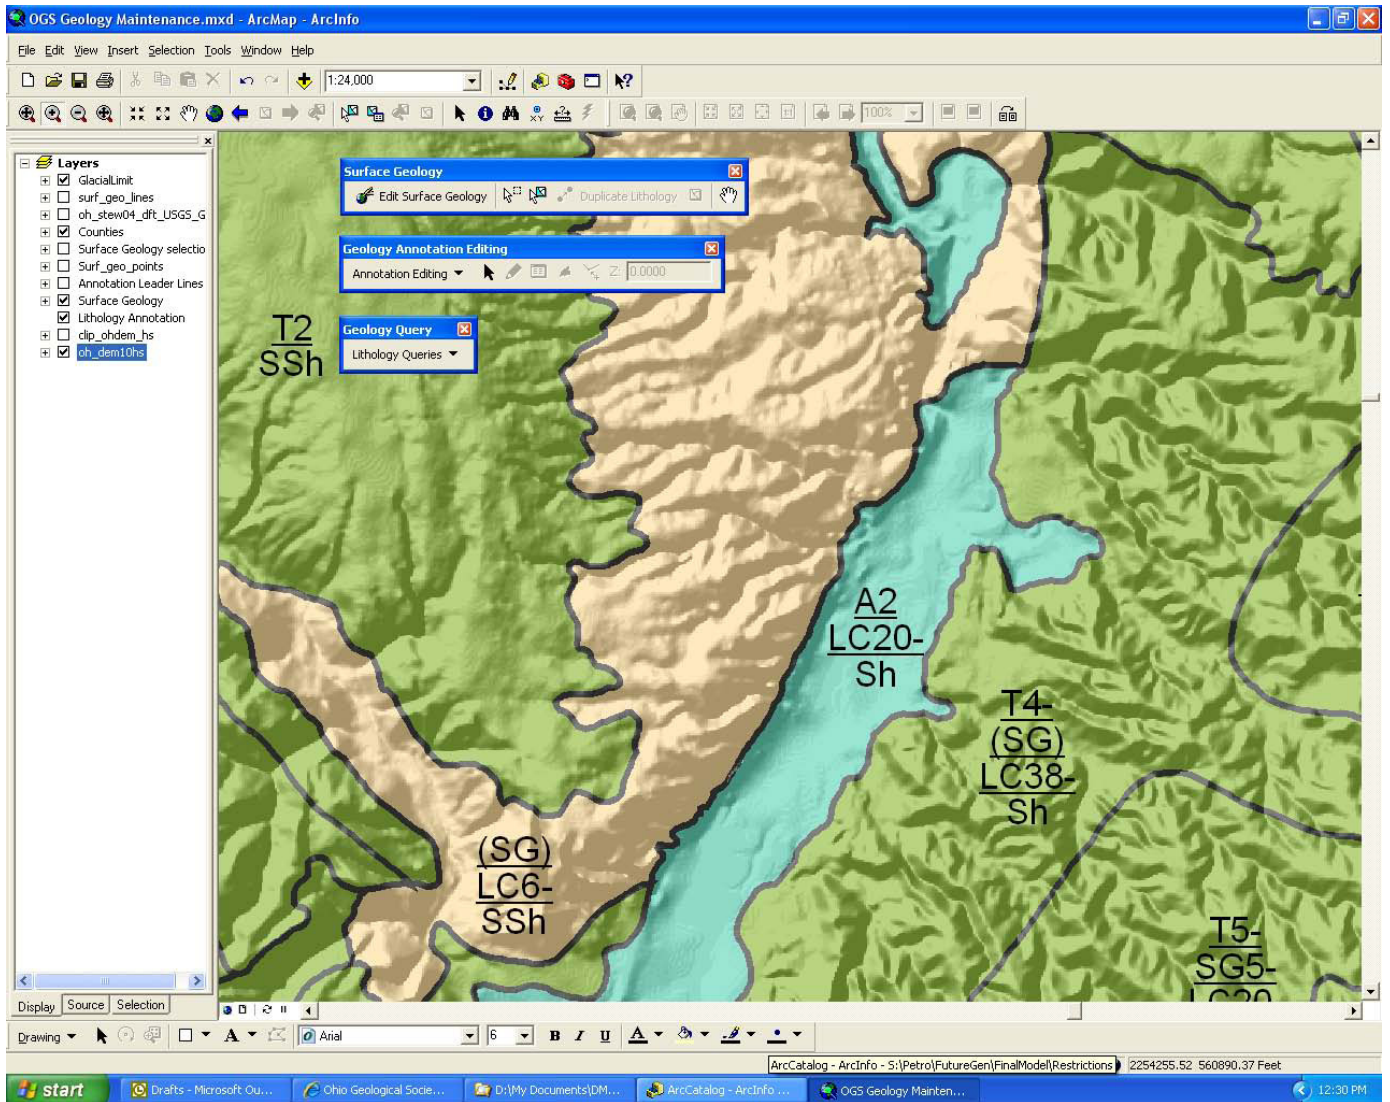 OGS Geology Maintenance.mxd - ArcMap - ArcInfo
File Edit View Insert Selection Tools Window Help
1:24,000
100%
Layers
GlacialLimit
surf_geo_lines
oh_stew04_dft_USGS_G
Counties
Surface Geology selectio
Surf_geo_points
Annotation Leader Lines
Surface Geology
Lithology Annotation
clip_ohdem_hs
oh_dem10hs
Surface Geology
Edit Surface Geology Duplicate Lithology
Geology Annotation Editing
Annotation Editing Z: 0.0000
Geology Query
Lithology Queries
T2
SSh
A2
LC20-
Sh
T4-
(SG)
LC38-
Sh
(SG)
LC6-
SSh
T5-
SG5-
LC20
Display Source Selection
Drawing A Arial 6 B I U A
ArcCatalog - ArcInfo - S:\Petro\FutureGen\FinalModel\Restrictions
2254255.52 560890.37 Feet
start Drafts - Microsoft Ou... Ohio Geological Socie... D:\My Documents\DM... ArcCatalog - ArcInfo ... OGS Geology Mainten... 12:30 PM